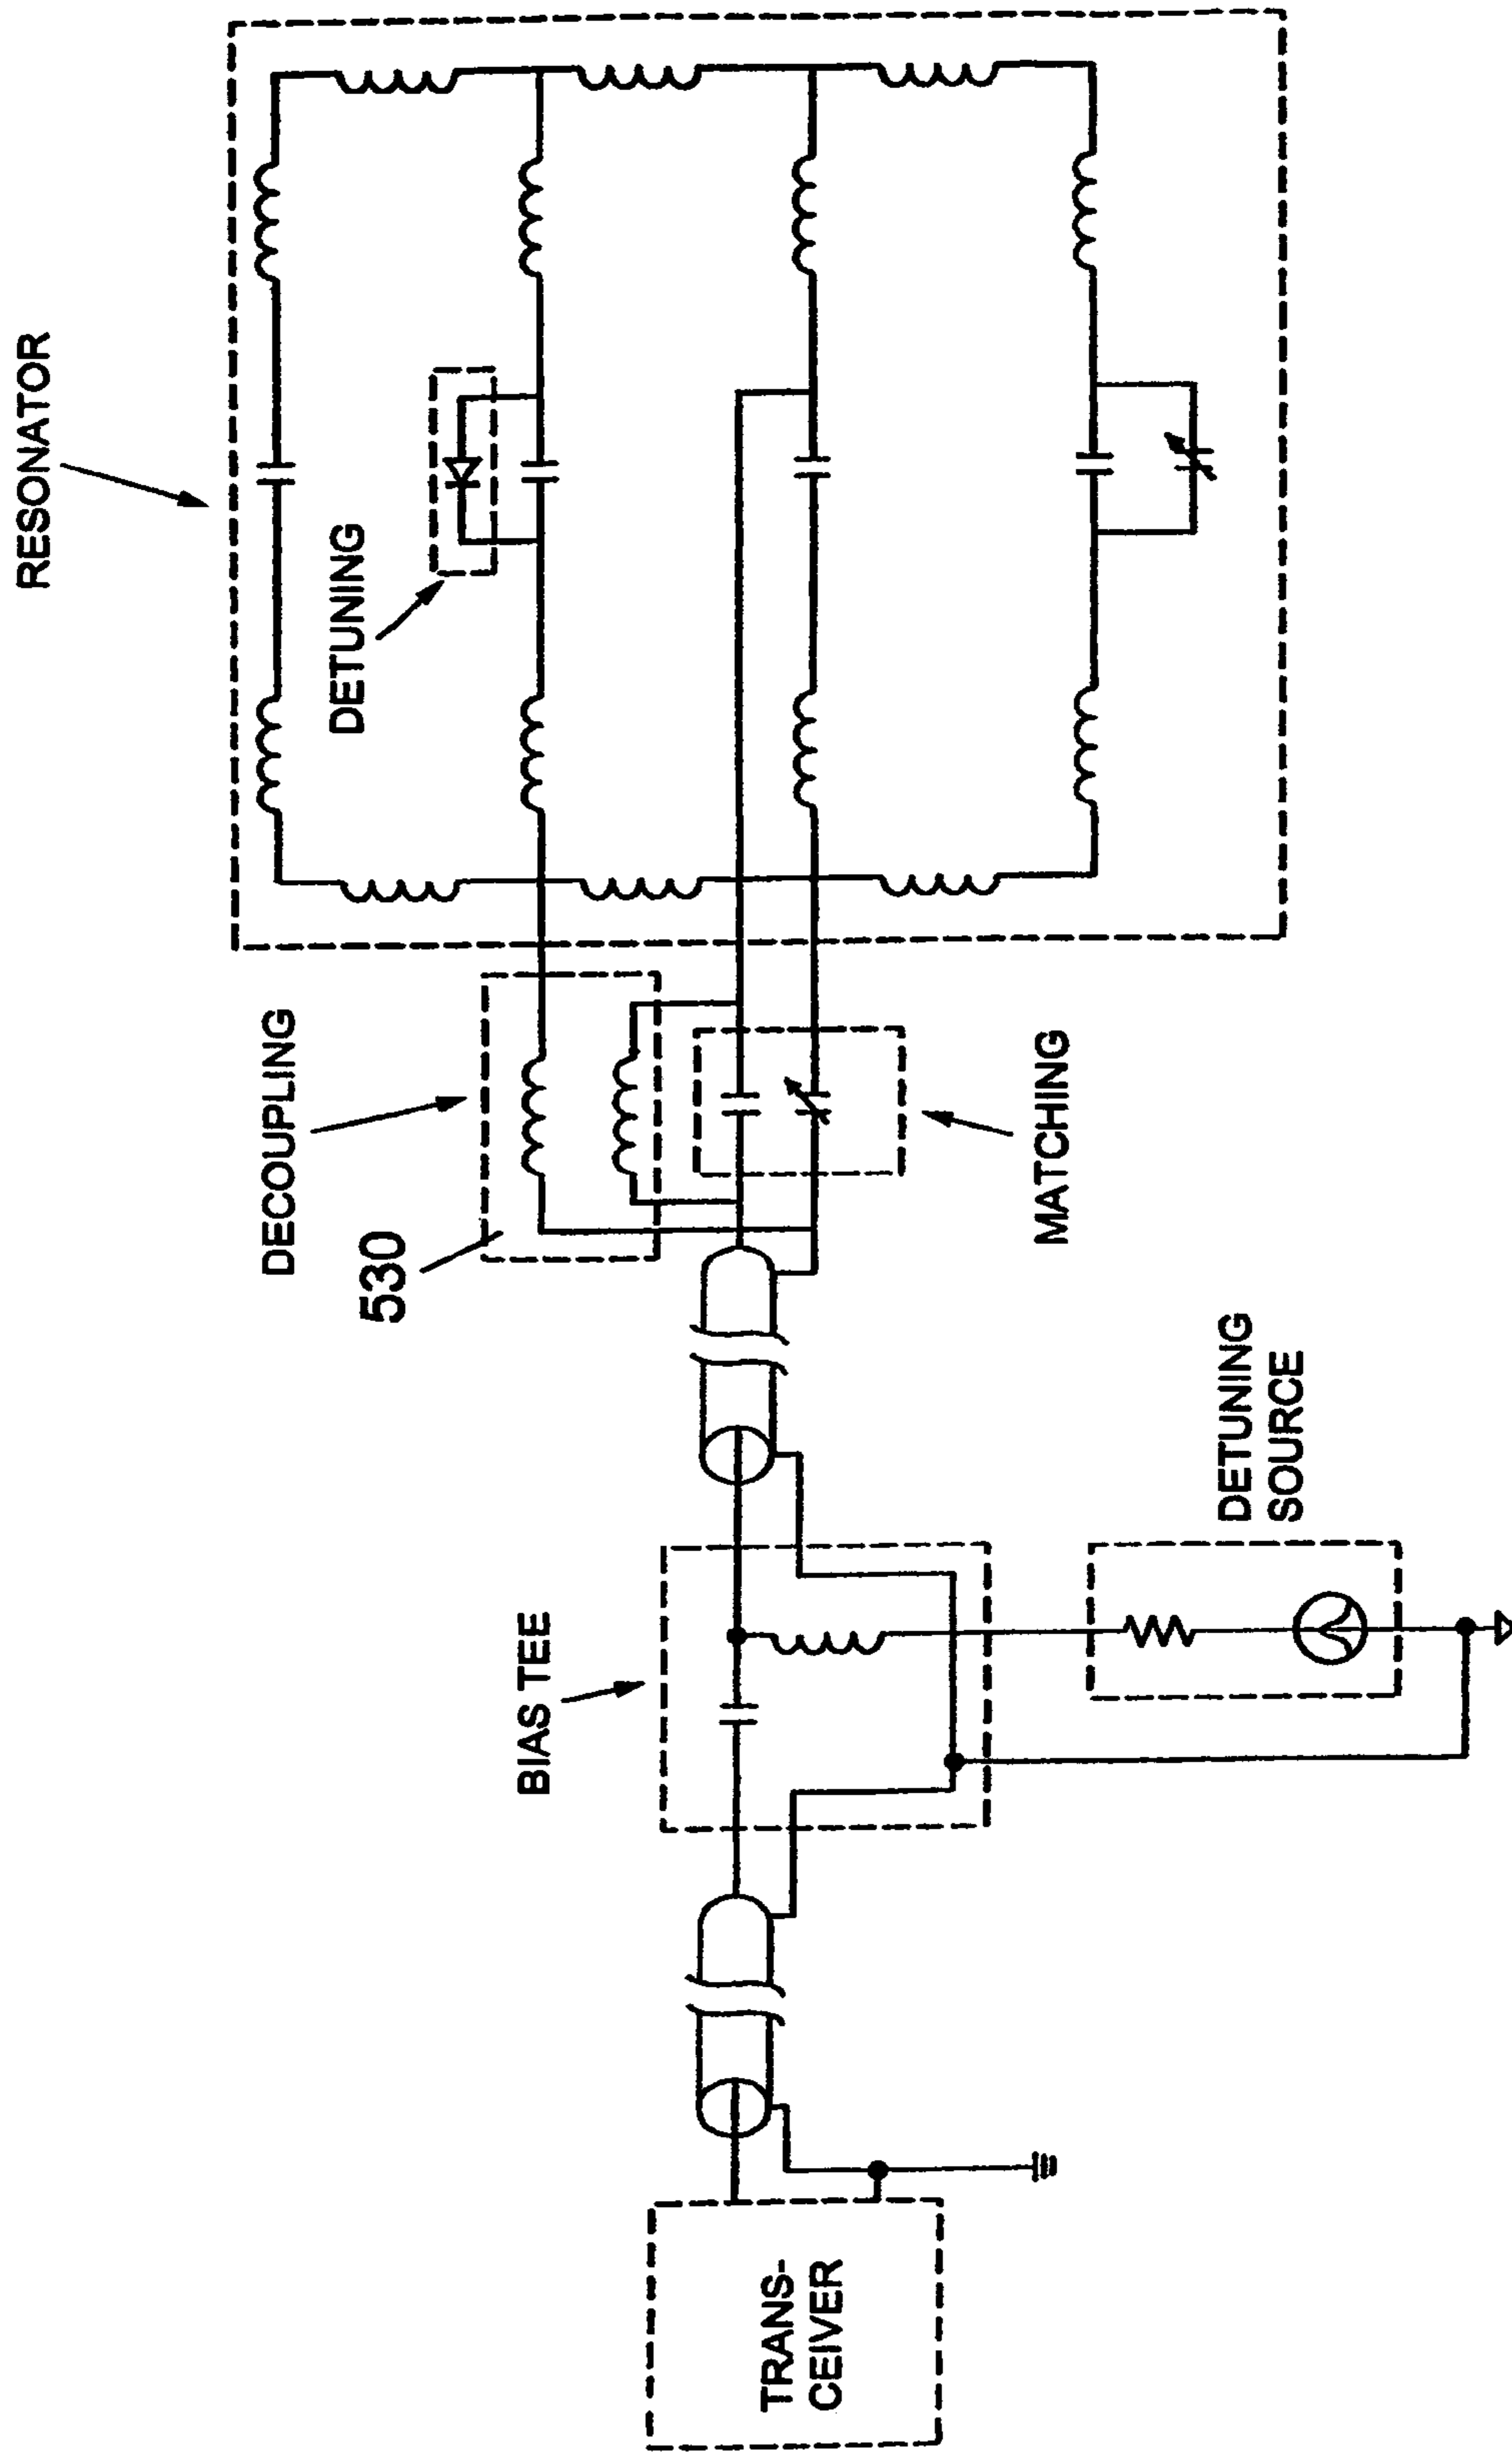 RESONATOR
DETUNING
DECOUPLING
530
MATCHING
BIAS TEE
DETUNING
SOURCE
TRANS-
CEIVER